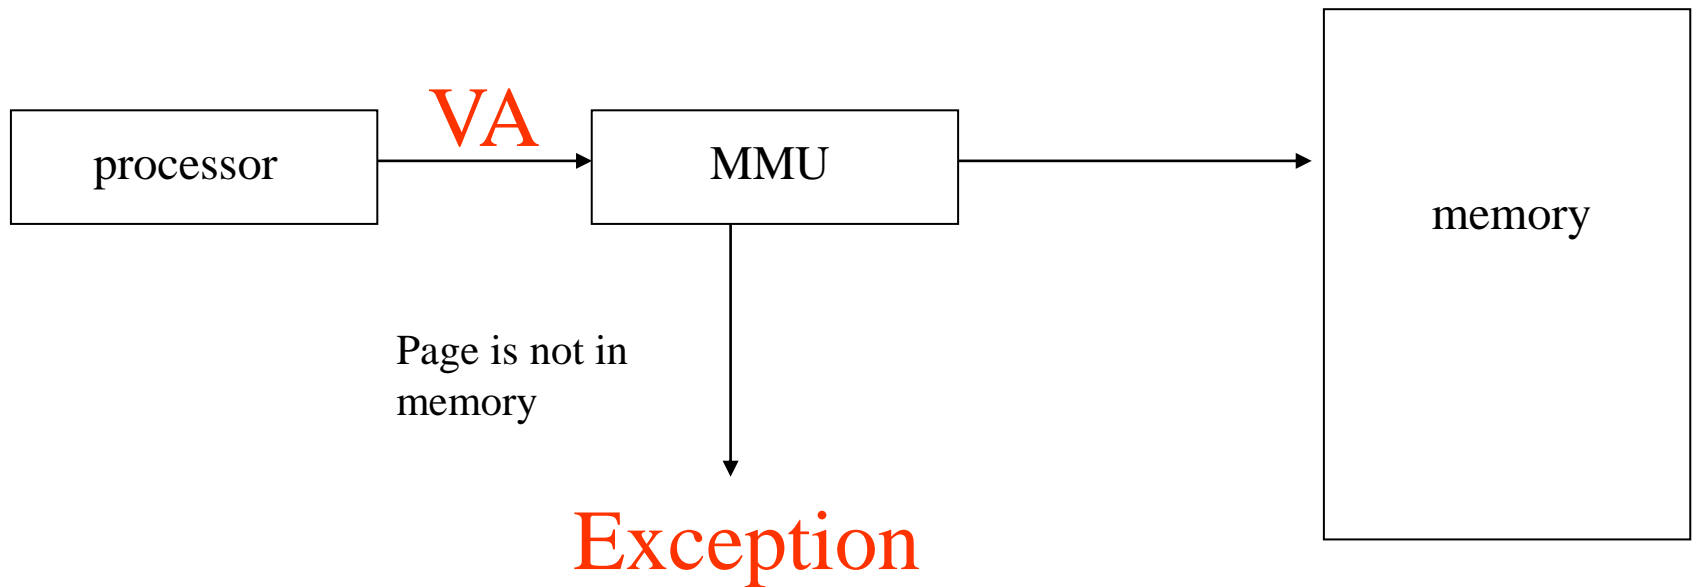 VA
processor
MMU
memory
Page is not in
memory
Exception